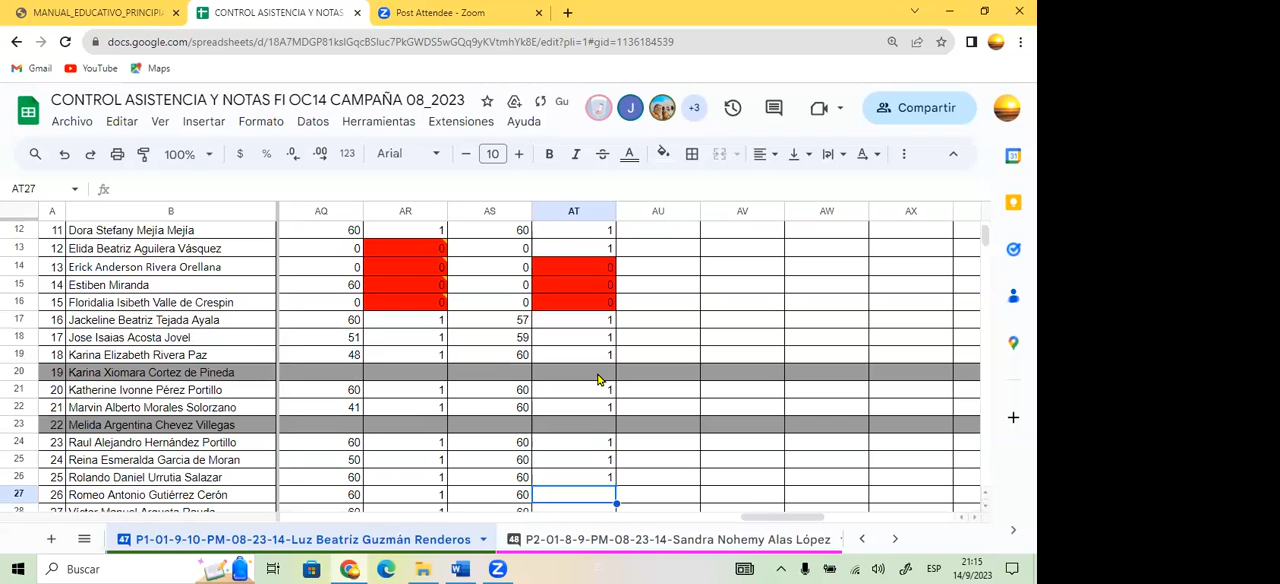 MANUAL_EDUCATIVO_PRINCIPI
CONTROL ASISTENCIA Y NOTAS
Post Attendee - Zoom
docs.google.com/spreadsheets/d/18A7MDGP81kslGqcBSluc7PkGWDS5wGQq9yKVtmhYk8E/edit?pli=1#gid=1136184539
Gmail YouTube Maps
CONTROL ASISTENCIA Y NOTAS FI OC14 CAMPAÑA 08_2023 Gu J +3 Compartir
Archivo Editar Ver Insertar Formato Datos Herramientas Extensiones Ayuda
100% $ % .0 .00 123 Arial 10 B I A
AT27 fx
A B AQ AR AS AT AU AV AW AX
12 11 Dora Stefany Mejía Mejía 60 1 60 1
13 12 Elida Beatriz Aguilera Vásquez 0 0 0 1
14 13 Erick Anderson Rivera Orellana 0 0 0 0
15 14 Estiben Miranda 60 0 0 0
16 15 Floridalia Isibeth Valle de Crespin 0 0 0 0
17 16 Jackeline Beatriz Tejada Ayala 60 1 57 1
18 17 Jose Isaias Acosta Jovel 51 1 59 1
19 18 Karina Elizabeth Rivera Paz 48 1 60 1
20 19 Karina Xiomara Cortez de Pineda
21 20 Katherine Ivonne Pérez Portillo 60 1 60 1
22 21 Marvin Alberto Morales Solorzano 41 1 60 1
23 22 Melida Argentina Chevez Villegas
24 23 Raul Alejandro Hernández Portillo 60 1 60 1
25 24 Reina Esmeralda Garcia de Moran 50 1 60 1
26 25 Rolando Daniel Urrutia Salazar 60 1 60 1
27 26 Romeo Antonio Gutiérrez Cerón 60 1 60
47 P1-01-9-10-PM-08-23-14-Luz Beatriz Guzmán Renderos 48 P2-01-8-9-PM-08-23-14-Sandra Nohemy Alas López
Buscar ESP 21:15
14/9/2023